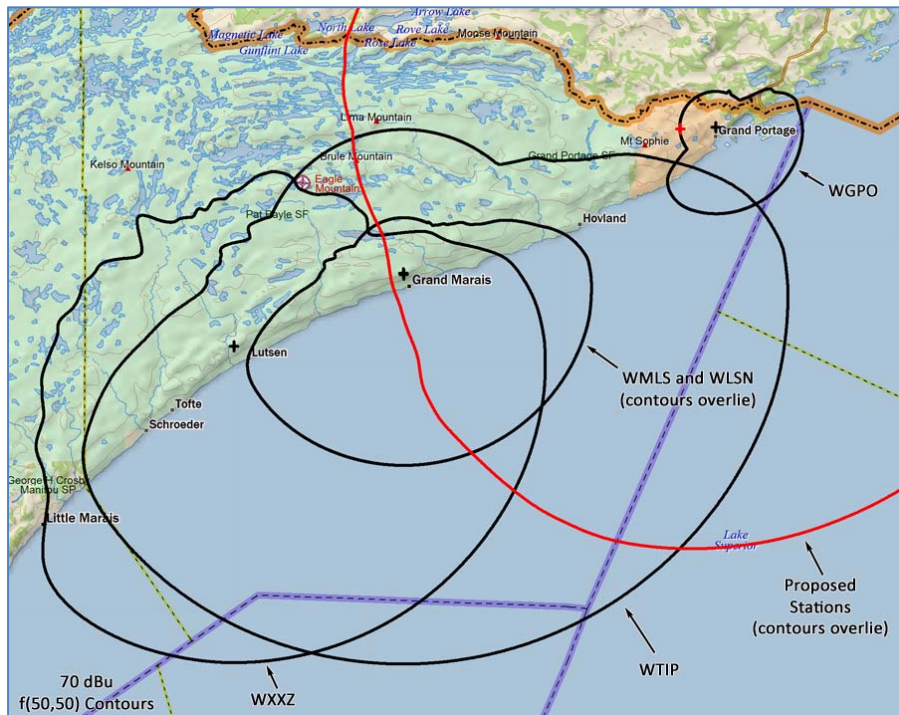 Arrow Lake
North Lake
Rove Lake
Magnetic Lake
Rose Lake
Moose Mountain
Gunflint Lake
Lima Mountain
Grand Portage
Mt Sophie
Brule Mountain
Grand Portage SF
Kelso Mountain
Eagle
Mountain
WGPO
Pat Bayle SF
Hovland
Grand Marais
Lutsen
WMLS and WLSN
(contours overlie)
Tofte
Schroeder
George H Crosby
Manitou SP
Little Marais
Lake
Superior
Proposed
Stations
(contours overlie)
70 dBu
f(50,50) Contours
WXXZ
WTIP